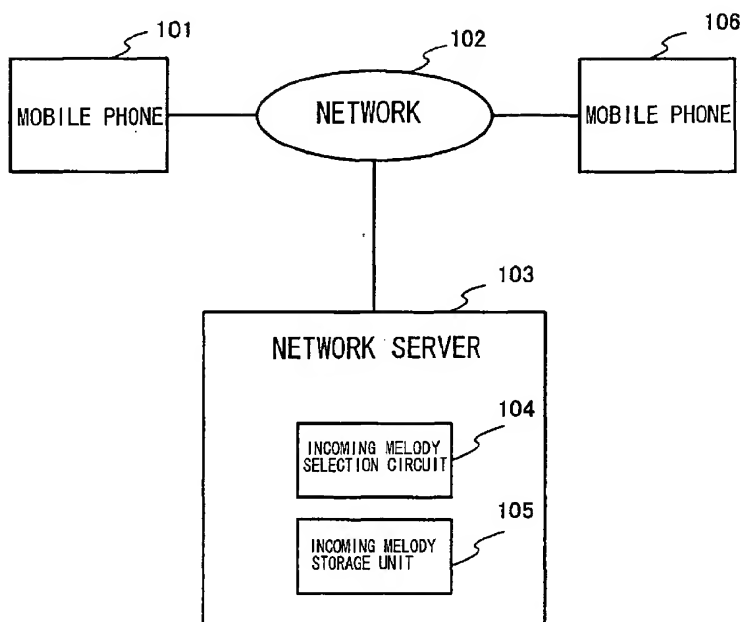 101
102
106
MOBILE PHONE
NETWORK
MOBILE PHONE
103
NETWORK SERVER
104
INCOMING MELODY
SELECTION CIRCUIT
105
INCOMING MELODY
STORAGE UNIT